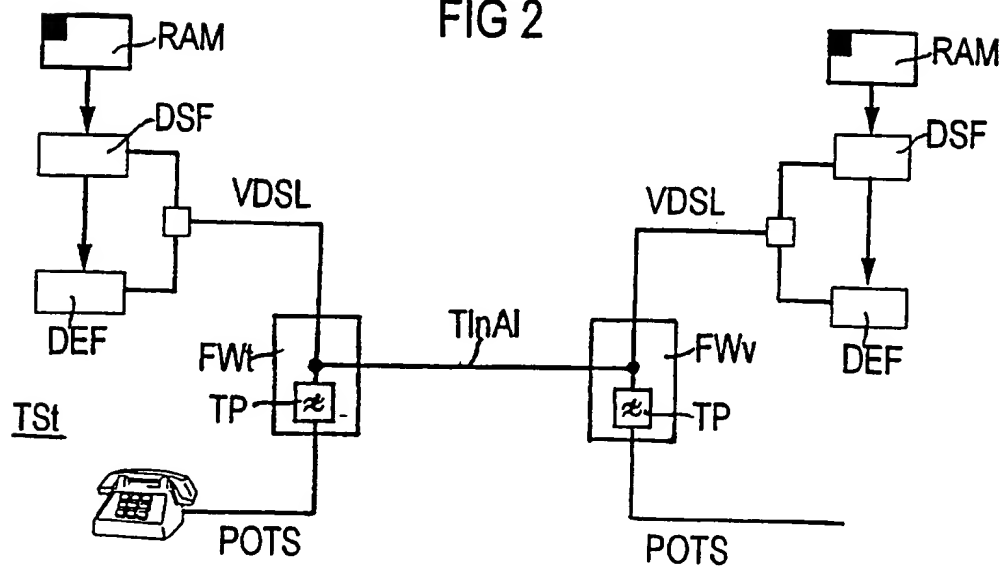 FIG 2
RAM
RAM
DSF
DSF
VDSL
VDSL
DEF
DEF
FWt
TlnAl
FWv
TP
TP
TSt
POTS
POTS